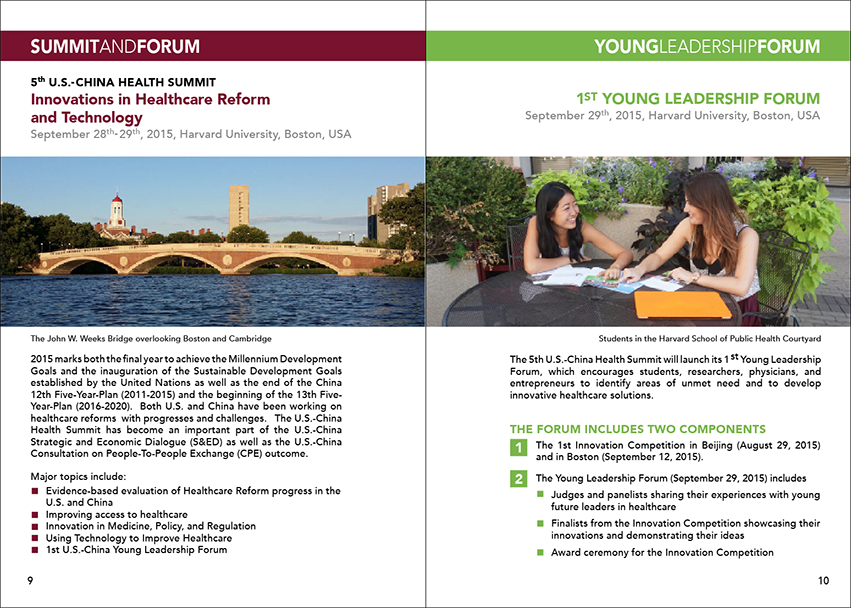 SUMMITANDFORUM
5th U.S.-CHINA HEALTH SUMMIT
Innovations in Healthcare Reform
and Technology
September 28th-29th, 2015, Harvard University, Boston, USA
The John W. Weeks Bridge overlooking Boston and Cambridge
2015 marks both the final year to achieve the Millennium Development
Goals and the inauguration of the Sustainable Development Goals
established by the United Nations as well as the end of the China
12th Five-Year-Plan (2011-2015) and the beginning of the 13th Five-
Year-Plan (2016-2020). Both U.S. and China have been working on
healthcare reforms with progresses and challenges. The U.S.-China
Health Summit has become an important part of the U.S.-China
Strategic and Economic Dialogue (S&ED) as well as the U.S.-China
Consultation on People-To-People Exchange (CPE) outcome.
Major topics include:
Evidence-based evaluation of Healthcare Reform progress in the
U.S. and China
Improving access to healthcare
Innovation in Medicine, Policy, and Regulation
Using Technology to Improve Healthcare
1st U.S.-China Young Leadership Forum
9
YOUNGLEADERSHIPFORUM
1ST YOUNG LEADERSHIP FORUM
September 29th, 2015, Harvard University, Boston, USA
Students in the Harvard School of Public Health Courtyard
The 5th U.S.-China Health Summit will launch its 1st Young Leadership
Forum, which encourages students, researchers, physicians, and
entrepreneurs to identify areas of unmet need and to develop
innovative healthcare solutions.
THE FORUM INCLUDES TWO COMPONENTS
1 The 1st Innovation Competition in Beijing (August 29, 2015)
and in Boston (September 12, 2015).
2 The Young Leadership Forum (September 29, 2015) includes
Judges and panelists sharing their experiences with young
future leaders in healthcare
Finalists from the Innovation Competition showcasing their
innovations and demonstrating their ideas
Award ceremony for the Innovation Competition
10